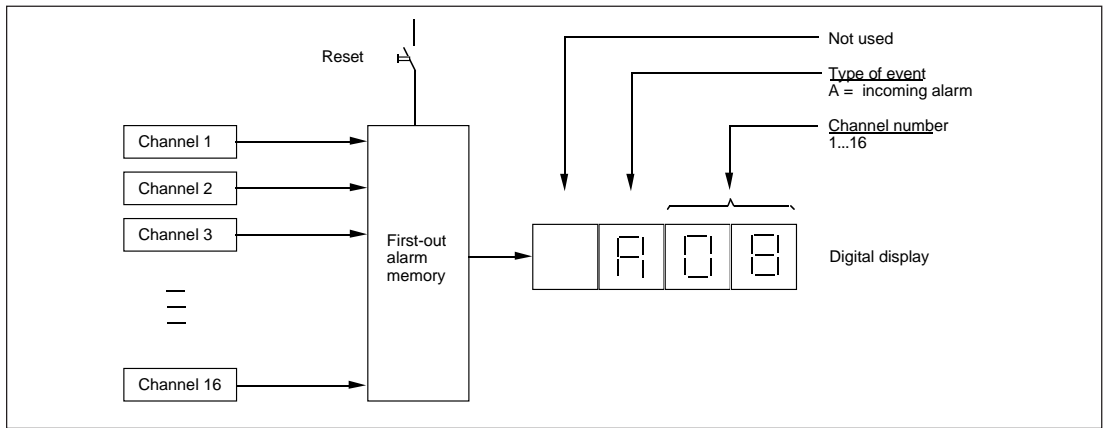 Not used
Reset
Type of event
A = incoming alarm
Channel number
1...16
Channel 1
Channel 2
Channel 3
Channel 16
First-out
alarm
memory
A08
Digital display